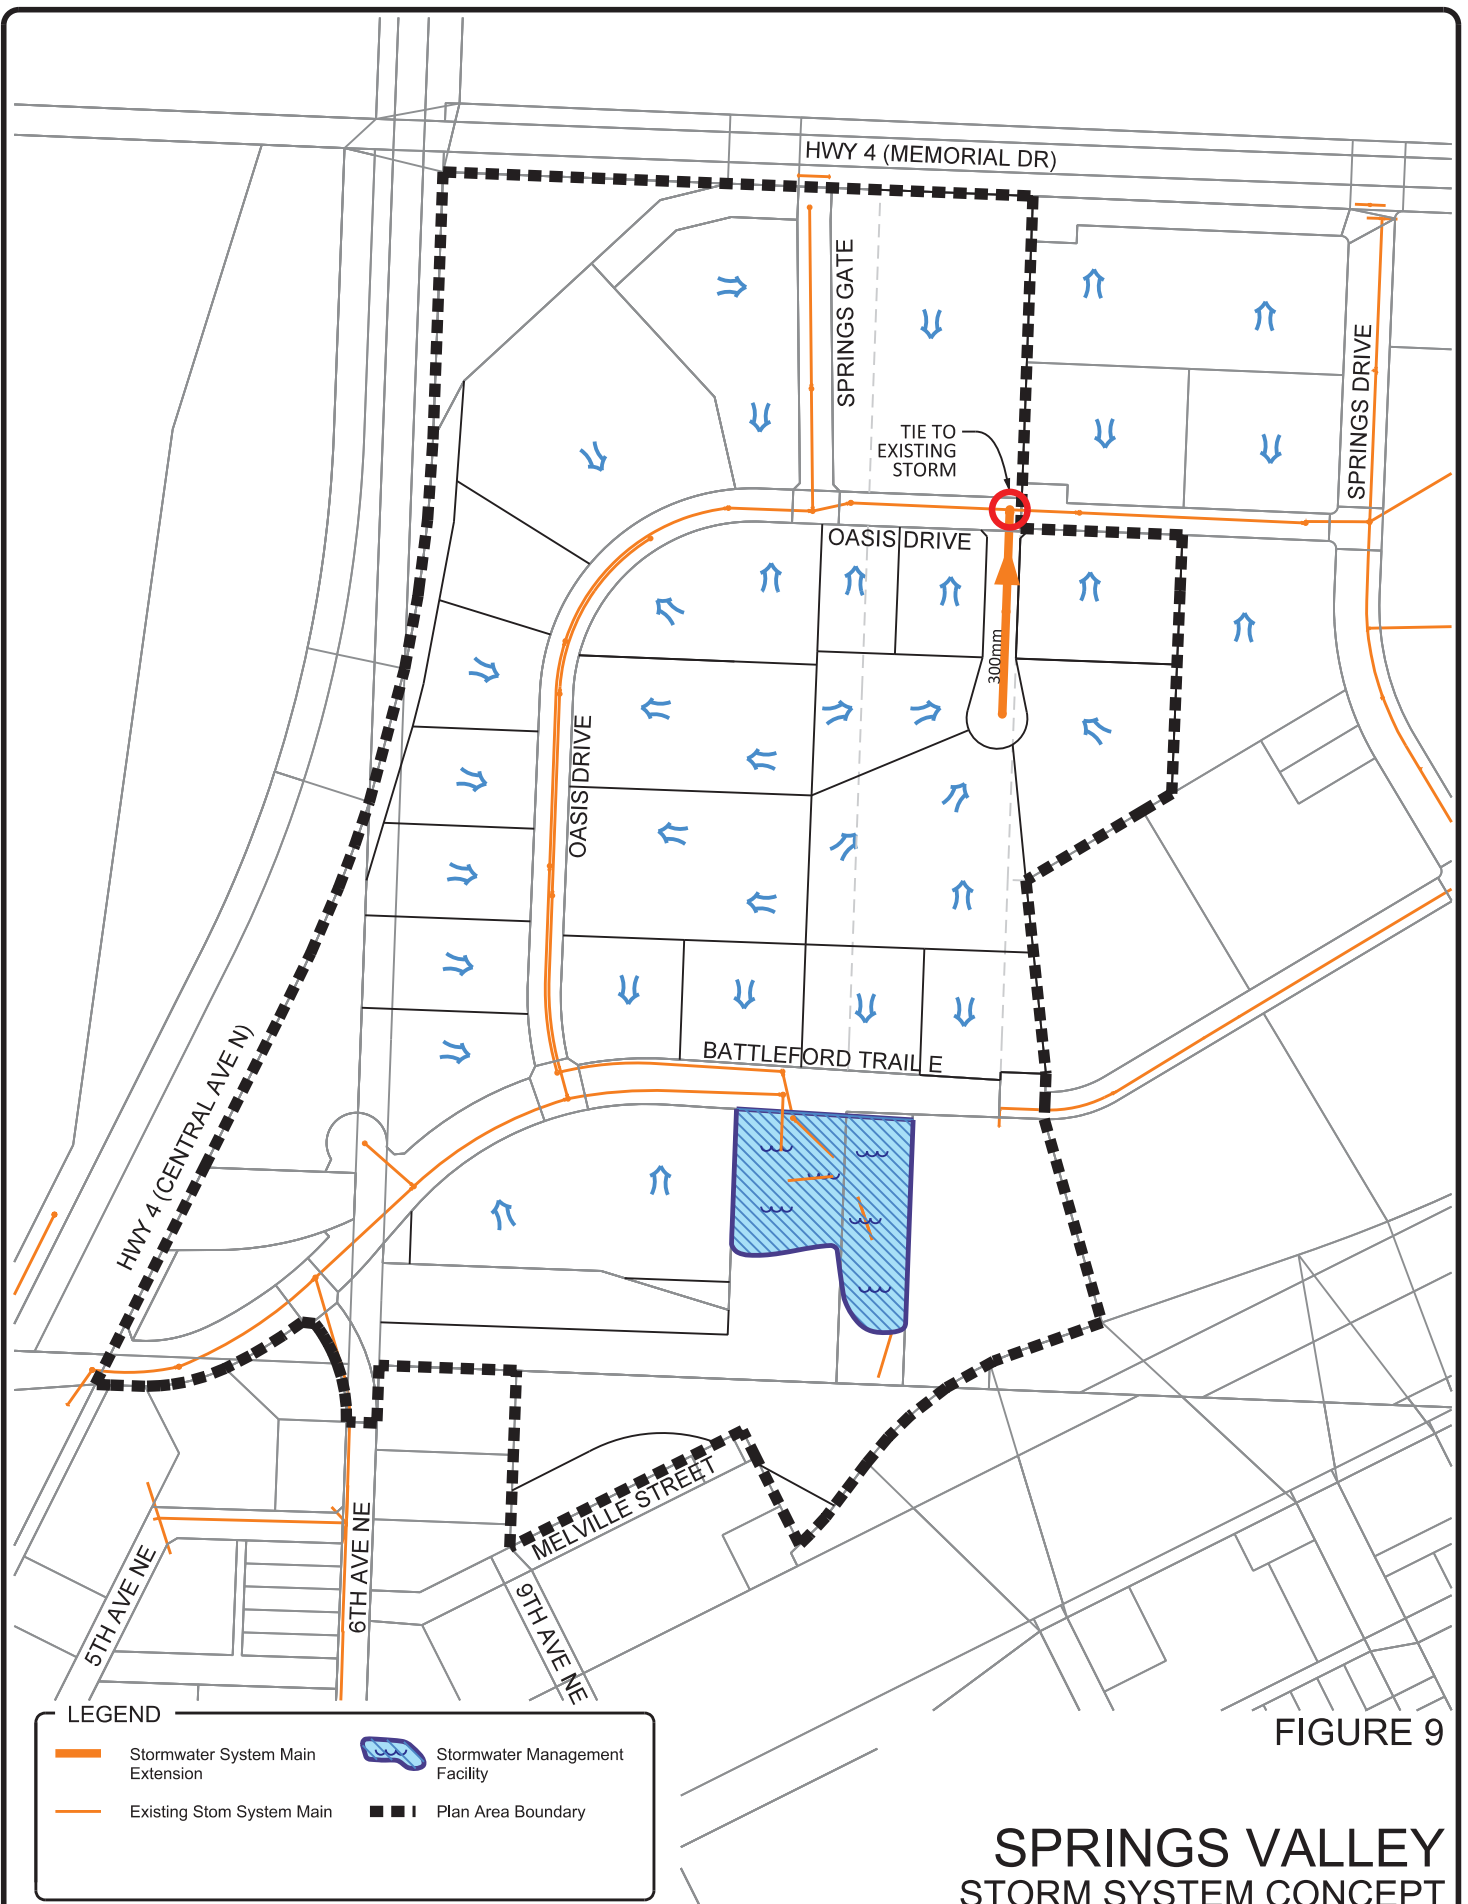 HWY 4 (MEMORIAL DR)
SPRINGS GATE
SPRINGS DRIVE
TIE TO
EXISTING
STORM
OASIS DRIVE
300mm
OASIS DRIVE
BATTLEFORD TRAIL E
HWY 4 (CENTRAL AVE N)
MELVILLE STREET
5TH AVE NE
6TH AVE NE
9TH AVE NE
LEGEND
Stormwater System Main
Extension
Stormwater Management
Facility
Existing Stom System Main
Plan Area Boundary
FIGURE 9
SPRINGS VALLEY
STORM SYSTEM CONCEPT